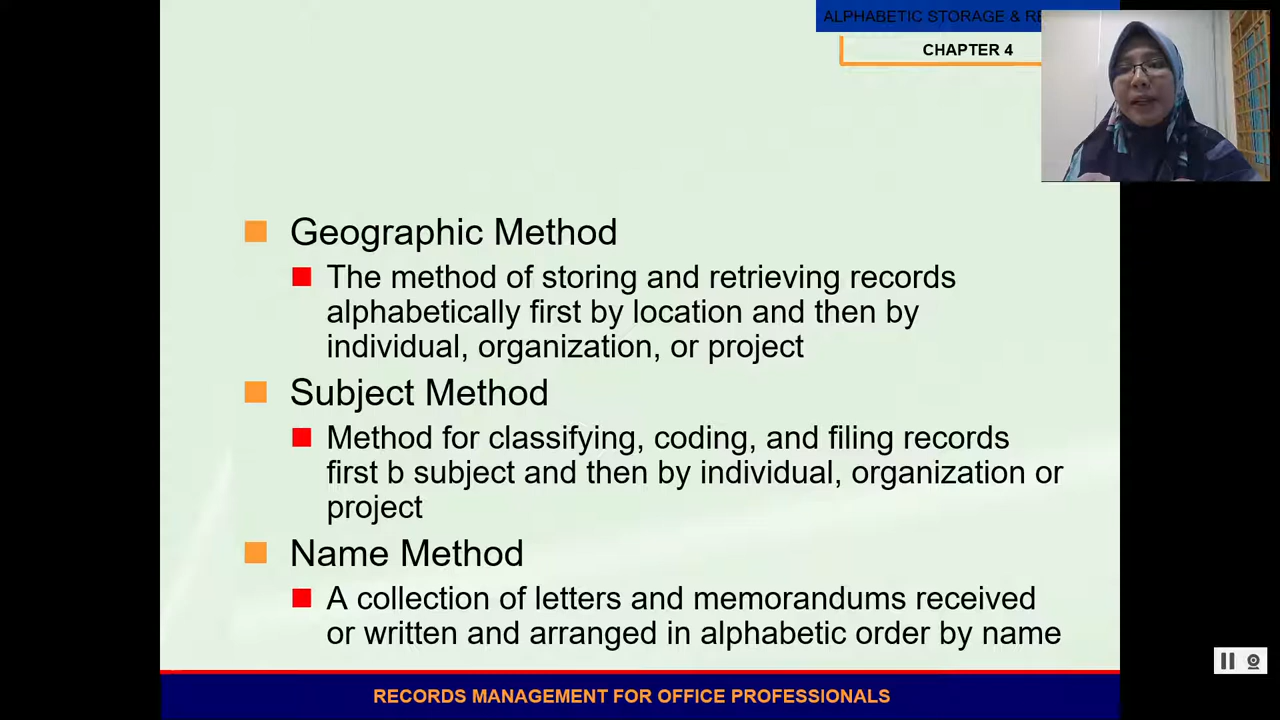 ALPHABETIC STORAGE &
CHAPTER 4
Geographic Method
The method of storing and retrieving records
alphabetically first by location and then by
individual, organization, or project
Subject Method
Method for classifying, coding, and filing records
first b subject and then by individual, organization or
project
Name Method
A collection of letters and memorandums received
or written and arranged in alphabetic order by name
RECORDS MANAGEMENT FOR OFFICE PROFESSIONALS